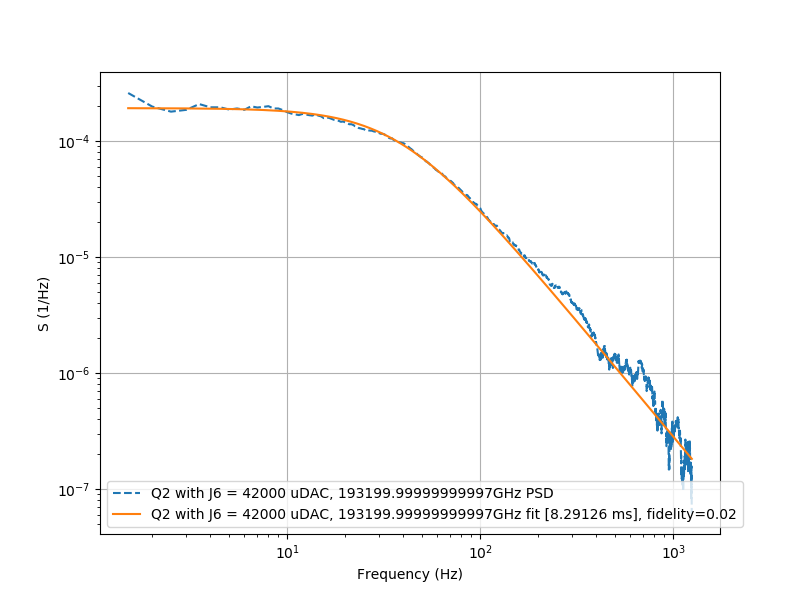 S (1/Hz)
10⁻⁴
10⁻⁵
10⁻⁶
10⁻⁷
Q2 with J6 = 42000 uDAC, 193199.99999999997GHz PSD
Q2 with J6 = 42000 uDAC, 193199.99999999997GHz fit [8.29126 ms], fidelity=0.02
10¹ 10² 10³
Frequency (Hz)